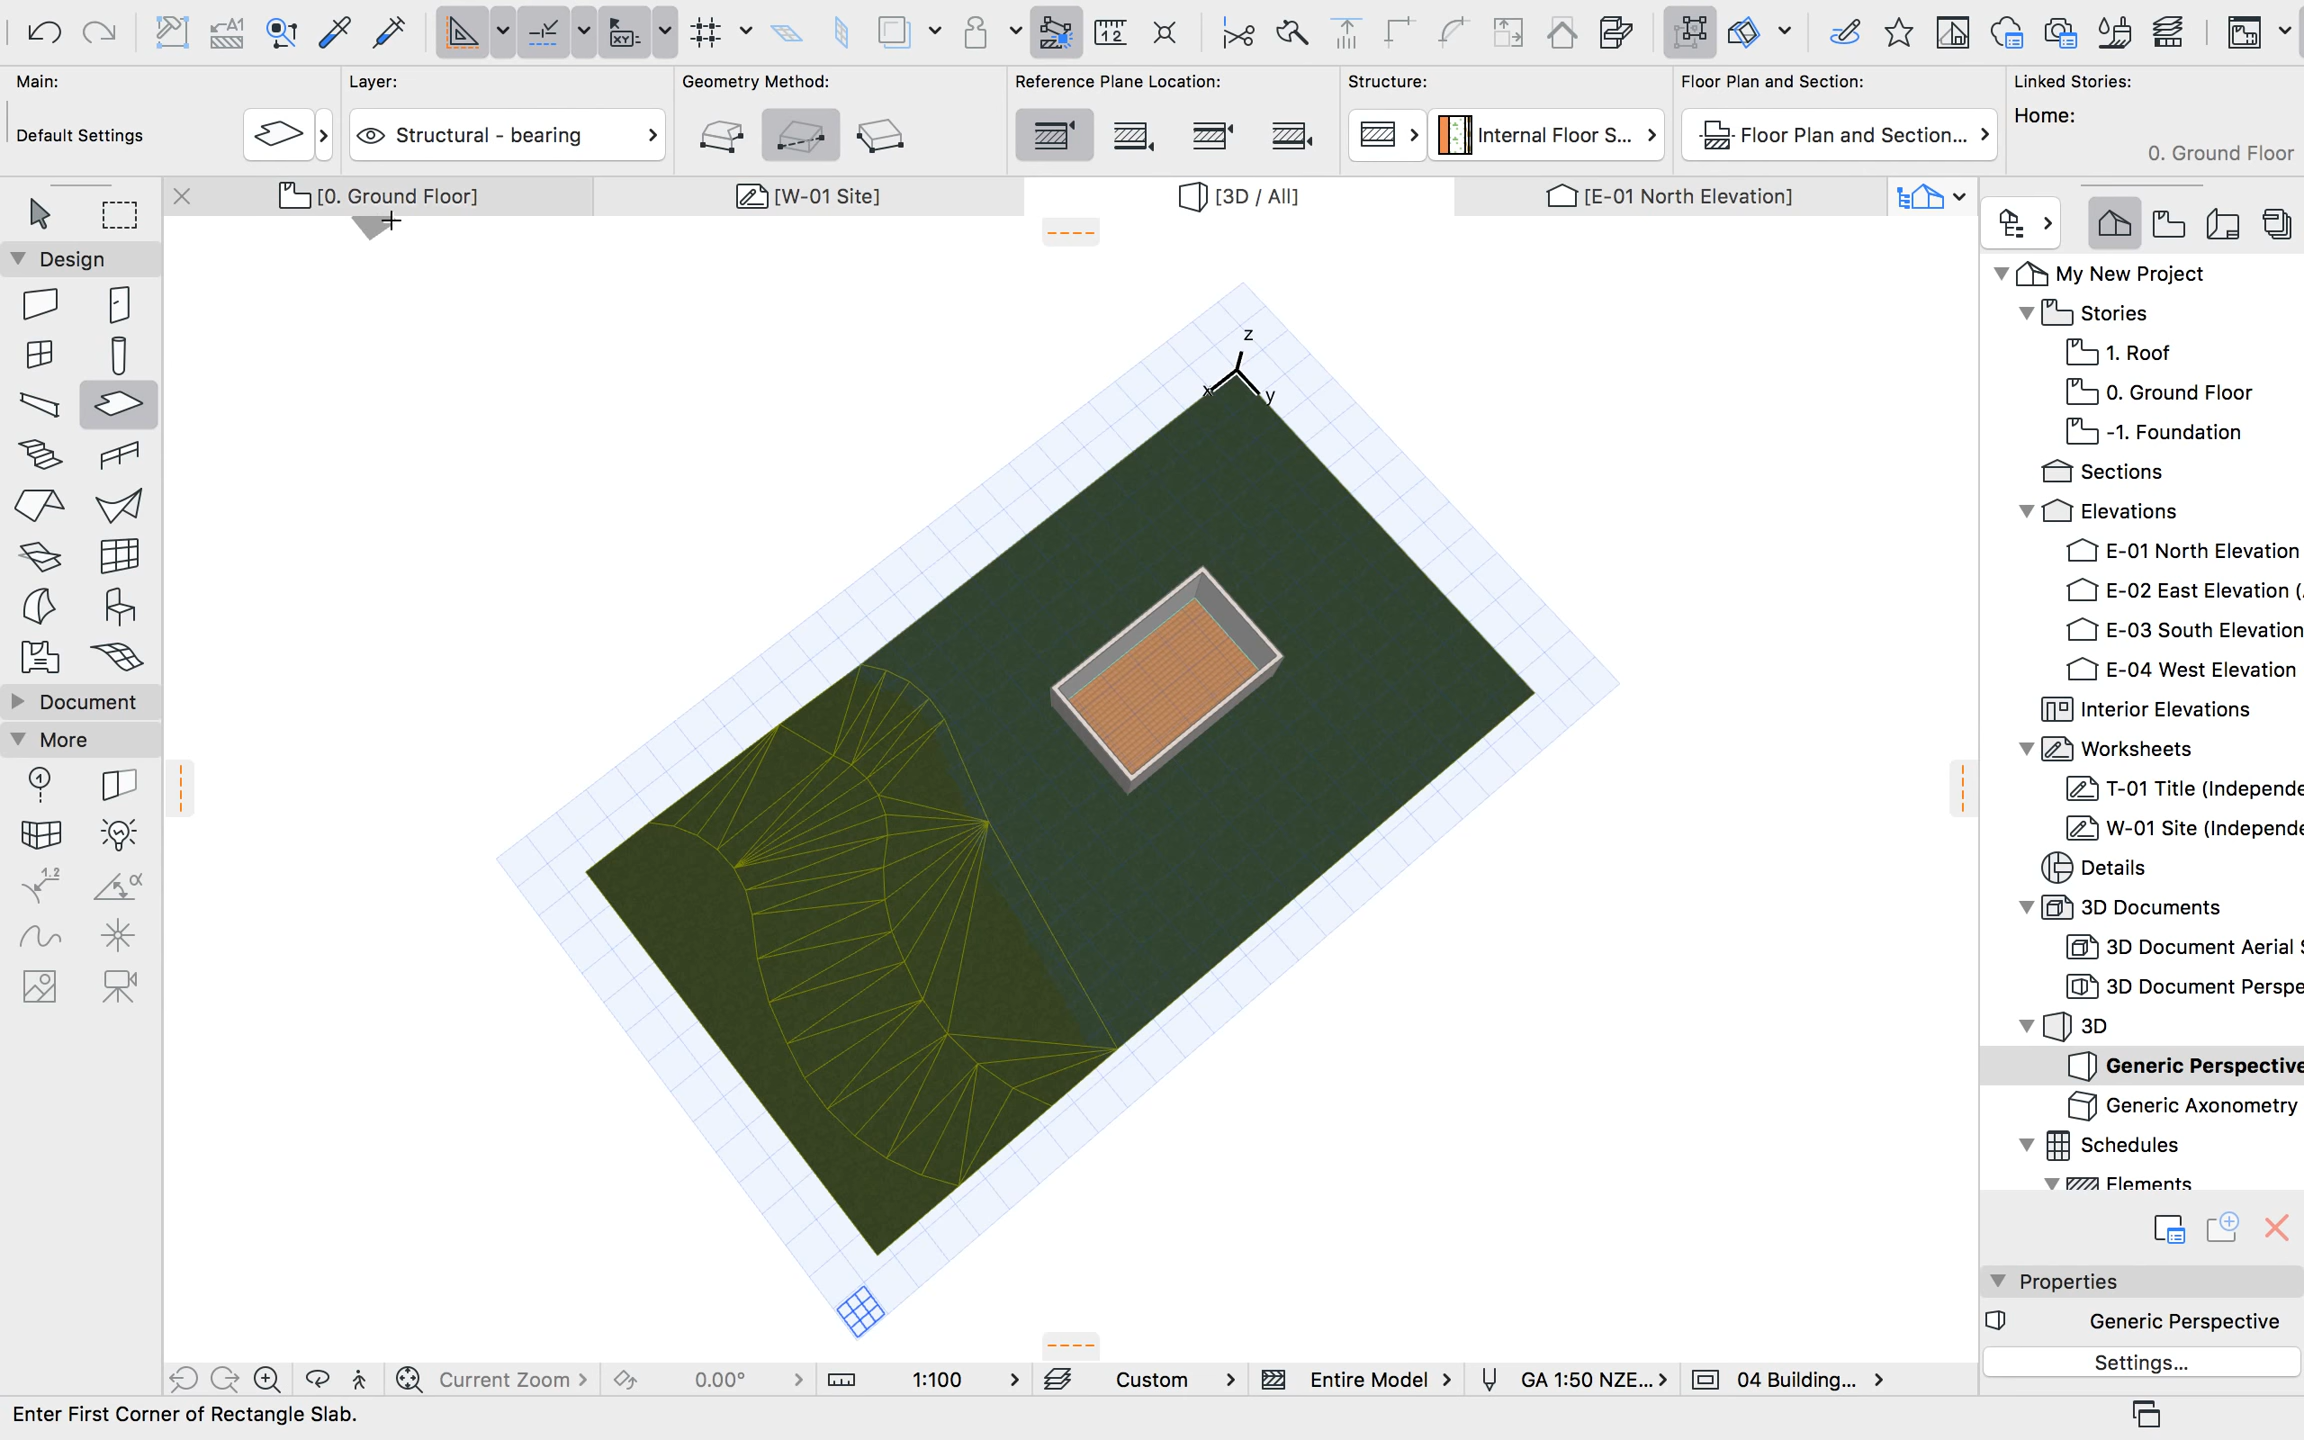 Main:
Layer:
Geometry Method:
Reference Plane Location:
Structure:
Floor Plan and Section:
Linked Stories:
Default Settings
Structural - bearing
Internal Floor S...
Floor Plan and Section...
Home:
0. Ground Floor
[0. Ground Floor]
[W-01 Site]
[3D / All]
[E-01 North Elevation]
Design
Document
More
z
x
y
My New Project
Stories
1. Roof
0. Ground Floor
-1. Foundation
Sections
Elevations
E-01 North Elevation
E-02 East Elevation (
E-03 South Elevation
E-04 West Elevation
Interior Elevations
Worksheets
T-01 Title (Independe
W-01 Site (Independe
Details
3D Documents
3D Document Aerial S
3D Document Perspe
3D
Generic Perspective
Generic Axonometry
Schedules
Elements
Properties
Generic Perspective
Settings...
Current Zoom
0.00°
1:100
Custom
Entire Model
GA 1:50 NZE...
04 Building...
Enter First Corner of Rectangle Slab.